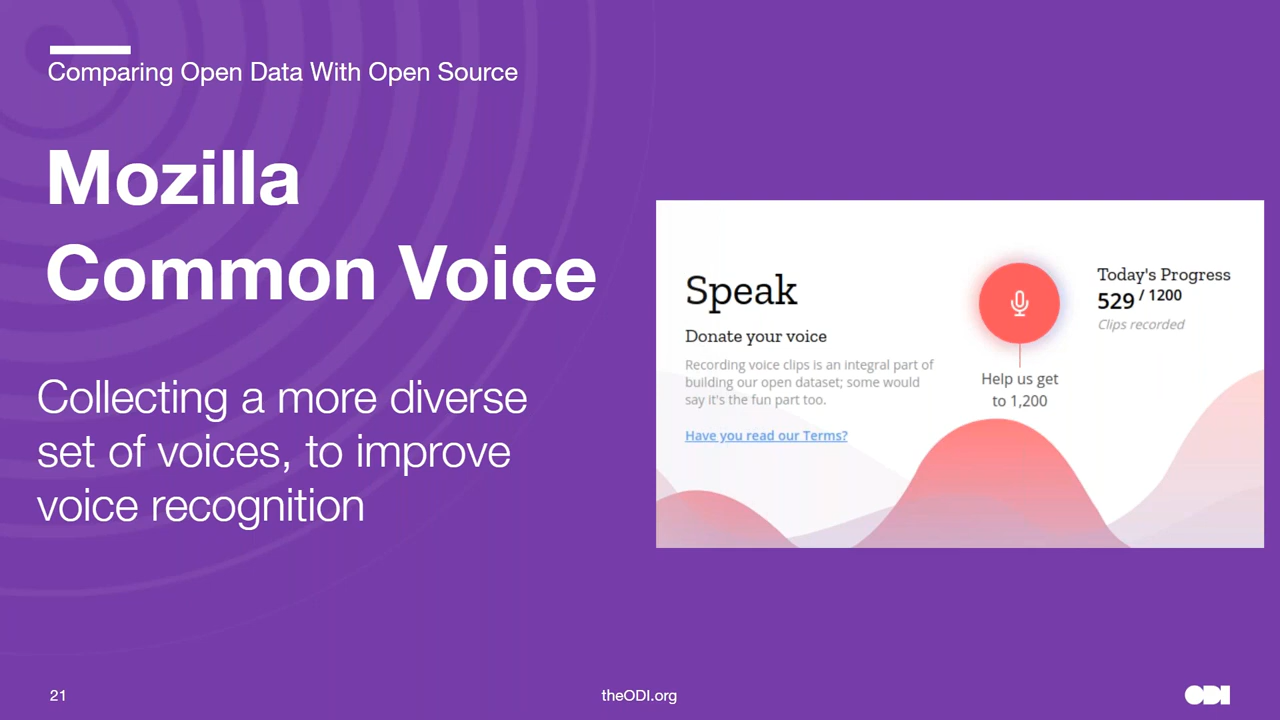 Comparing Open Data With Open Source
Mozilla
Common Voice
Collecting a more diverse
set of voices, to improve
voice recognition
Speak
Donate your voice
Recording voice clips is an integral part of
building our open dataset; some would
say it's the fun part too.
Have you read our Terms?
Help us get
to 1,200
Today's Progress
529 / 1200
Clips recorded
21
theODI.org
ODI